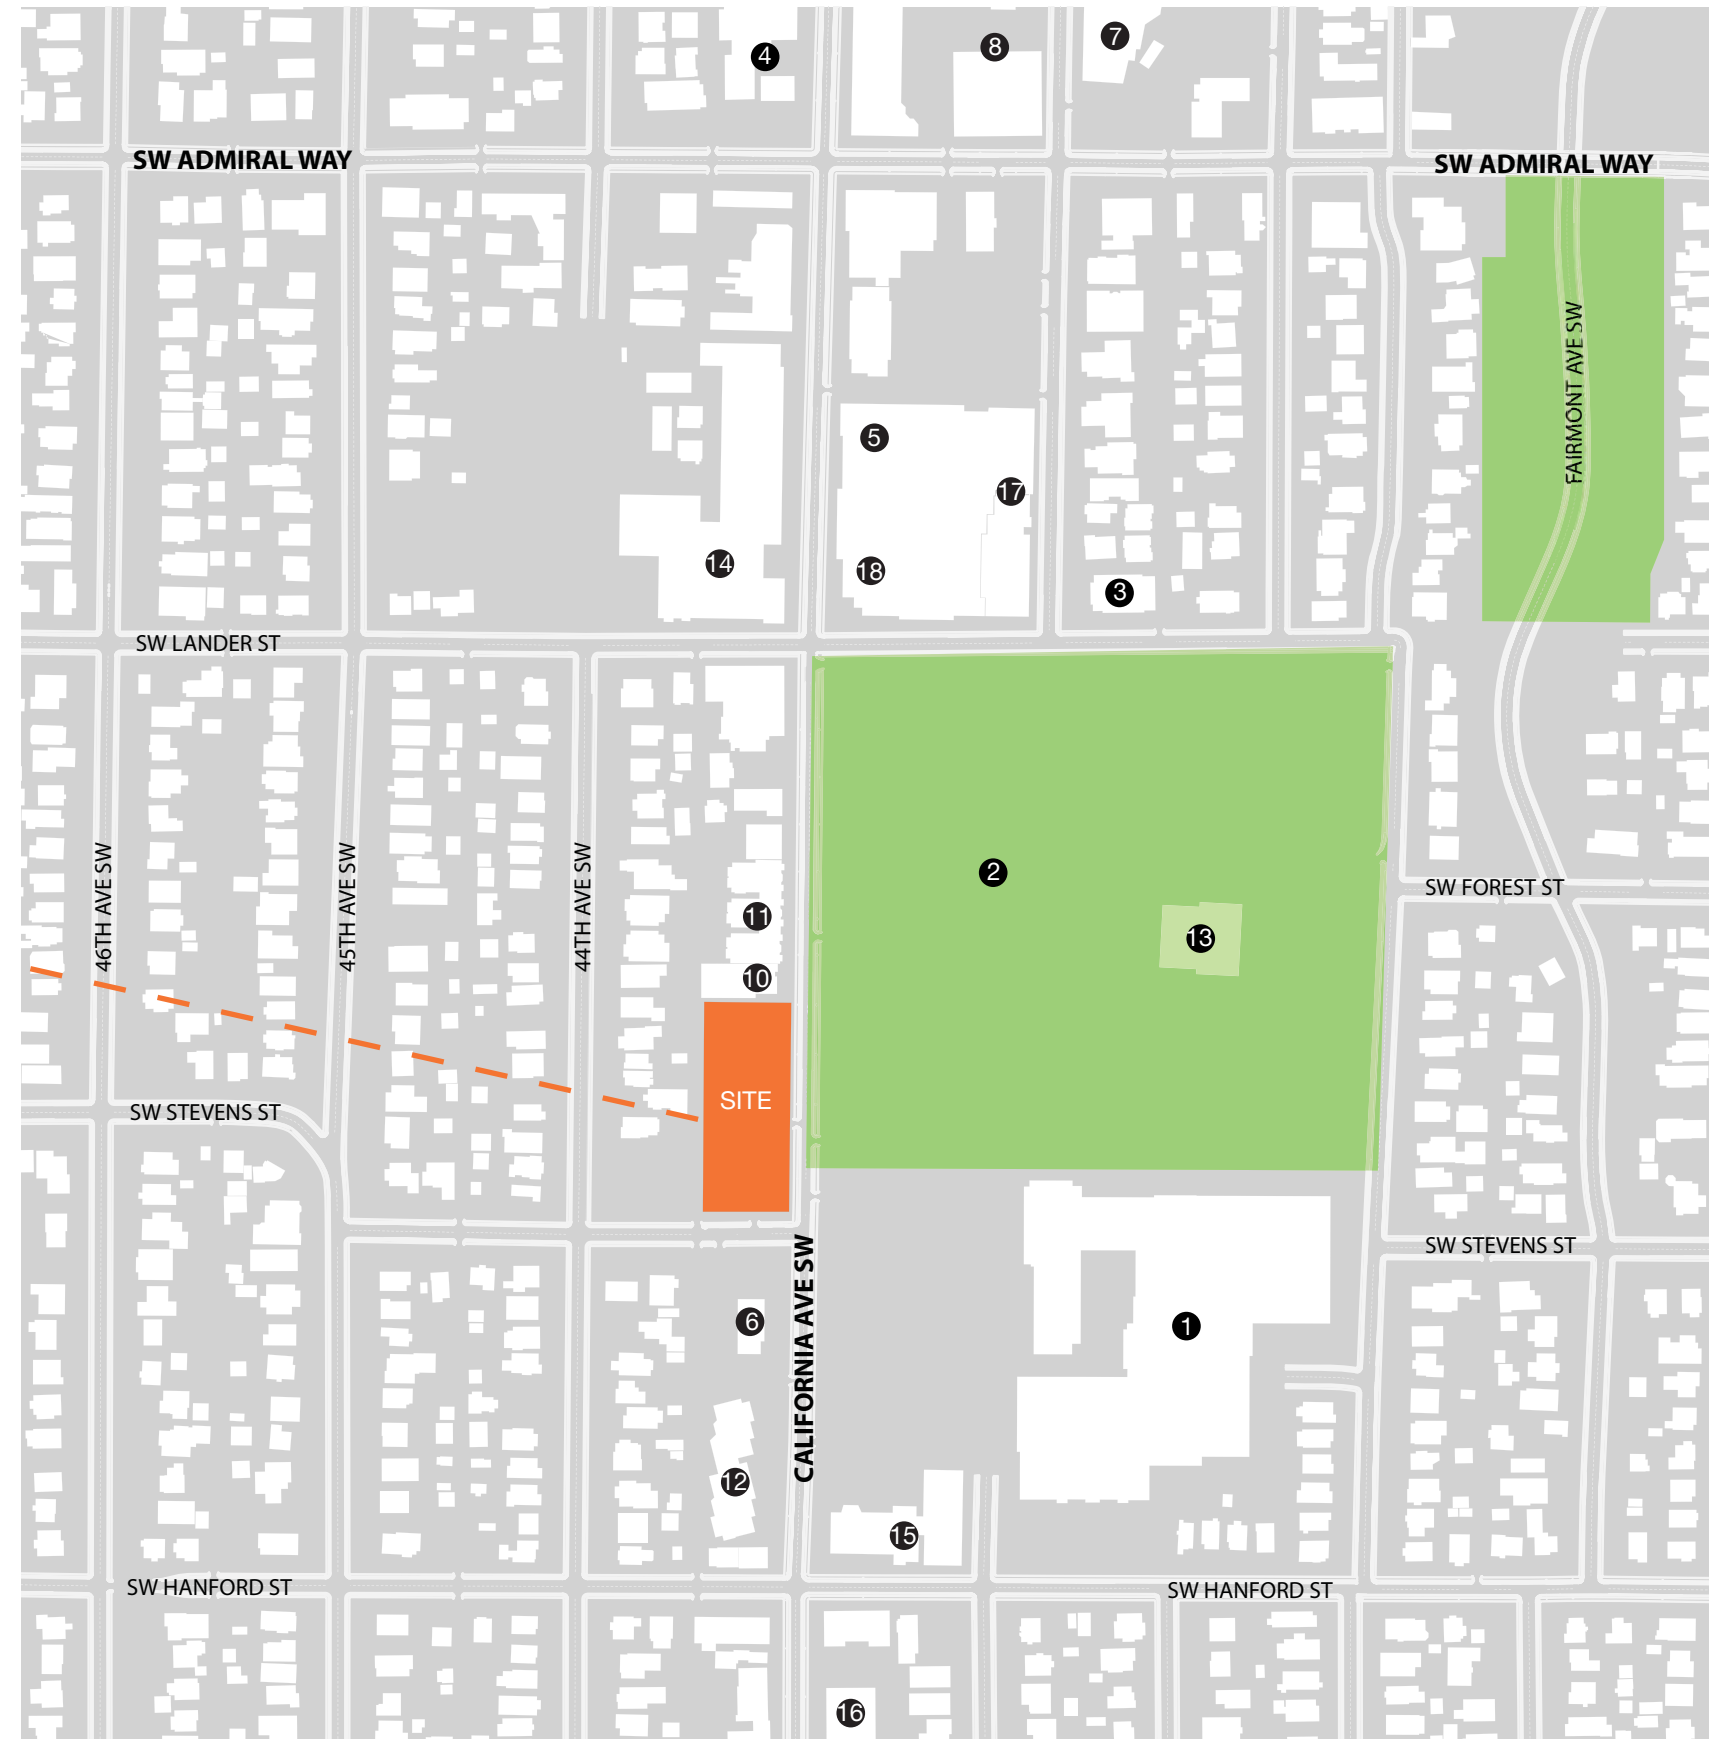 4
8
7
SW ADMIRAL WAY
SW ADMIRAL WAY
FAIRMONT AVE SW
5
17
14
18
3
SW LANDER ST
2
46TH AVE SW
45TH AVE SW
44TH AVE SW
SW FOREST ST
11
13
10
SITE
SW STEVENS ST
SW STEVENS ST
CALIFORNIA AVE SW
6
1
12
15
SW HANFORD ST
SW HANFORD ST
16